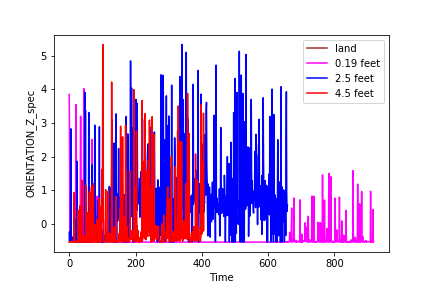 land
0.19 feet
2.5 feet
4.5 feet
5
4
3
2
1
0
ORIENTATION_Z_spec
0 200 400 600 800
Time